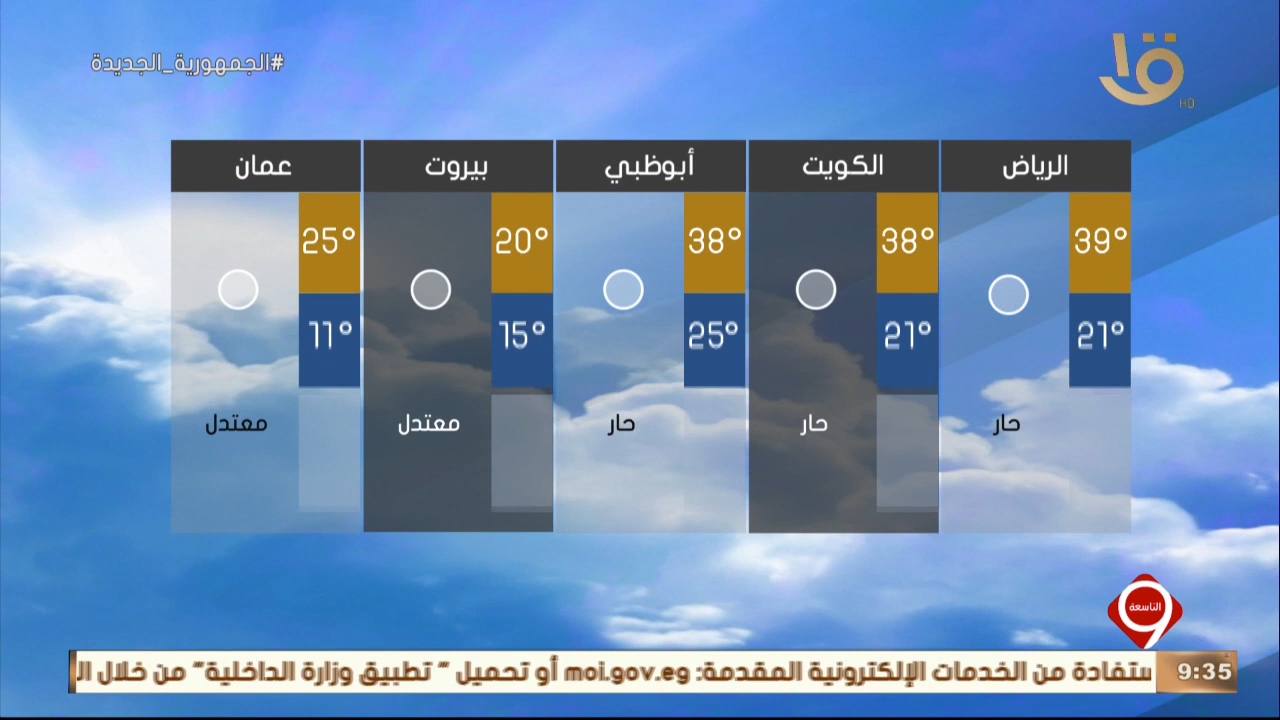 #الجمهورية_الجديدة
HD
الرياض
39°
21°
حار
الكويت
38°
21°
حار
أبوظبي
38°
25°
حار
بيروت
20°
15°
معتدل
عمان
25°
11°
معتدل
التاسعة
9
9:35
ستفادة من الخدمات الإلكترونية المقدمة: moi.gov.eg أو تحميل " تطبيق وزارة الداخلية" من خلال ال